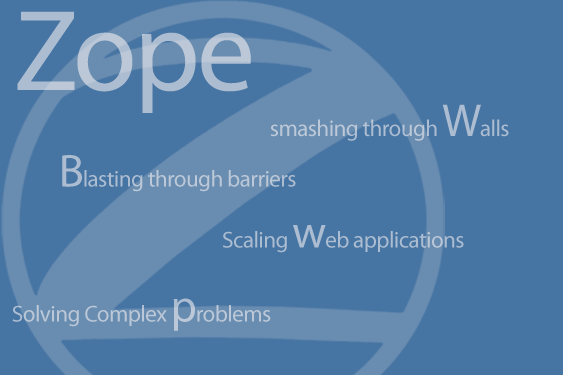 Zope
smashing through Walls
Blasting through barriers
Scaling web applications
Solving Complex problems